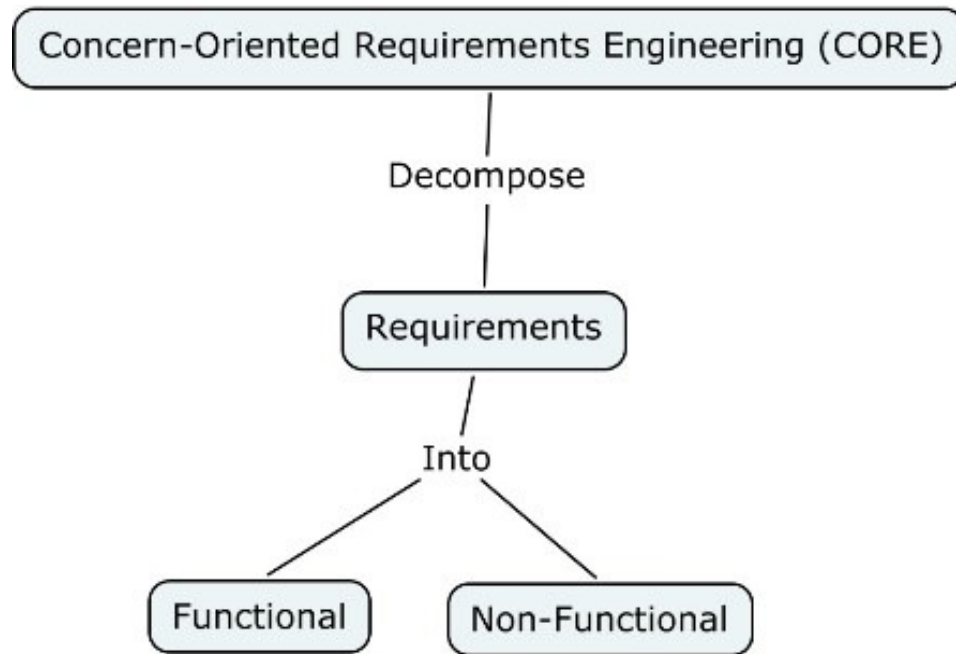 Concern-Oriented Requirements Engineering (CORE)
Decompose
Requirements
Into
Functional
Non-Functional